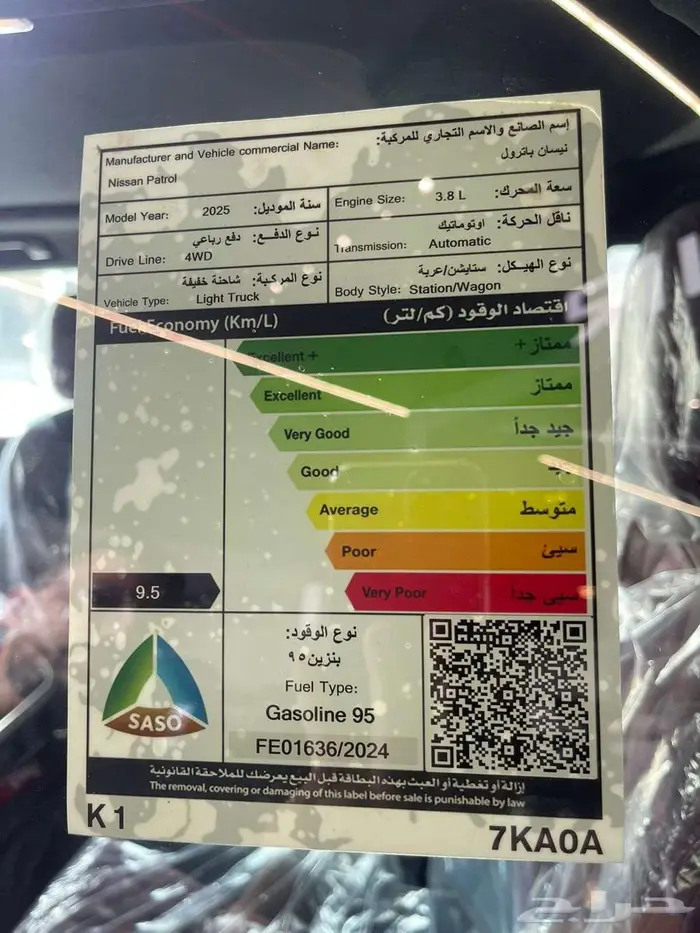 Manufacturer and Vehicle commercial Name:
إسم الصانع والاسم التجاري للمركبة:
Nissan Patrol
نيسان باترول
Model Year: 2025 سنة الموديل:
Engine Size: 3.8 L سعة المحرك:
Drive Line: 4WD دفع رباعي نوع الدفع:
Transmission: Automatic اوتوماتيك ناقل الحركة:
Vehicle Type: Light Truck شاحنة خفيفة نوع المركبة:
Body Style: Station/Wagon ستايشن/عربة نوع الهيكل:
Fuel Economy (Km/L)
اقتصاد الوقود (كم/لتر)
Excellent + ممتاز +
Excellent ممتاز
Very Good جيد جداً
Good جيد
Average متوسط
Poor سيئ
Very Poor سيئ جداً
9.5
SASO
نوع الوقود:
بنزين ٩٥
Fuel Type:
Gasoline 95
FE01636/2024
إزالة أو تغطية أو العبث بهذه البطاقة قبل البيع يعرضك للملاحقة القانونية
The removal, covering or damaging of this label before sale is punishable by law
K1
7KA0A
حراج